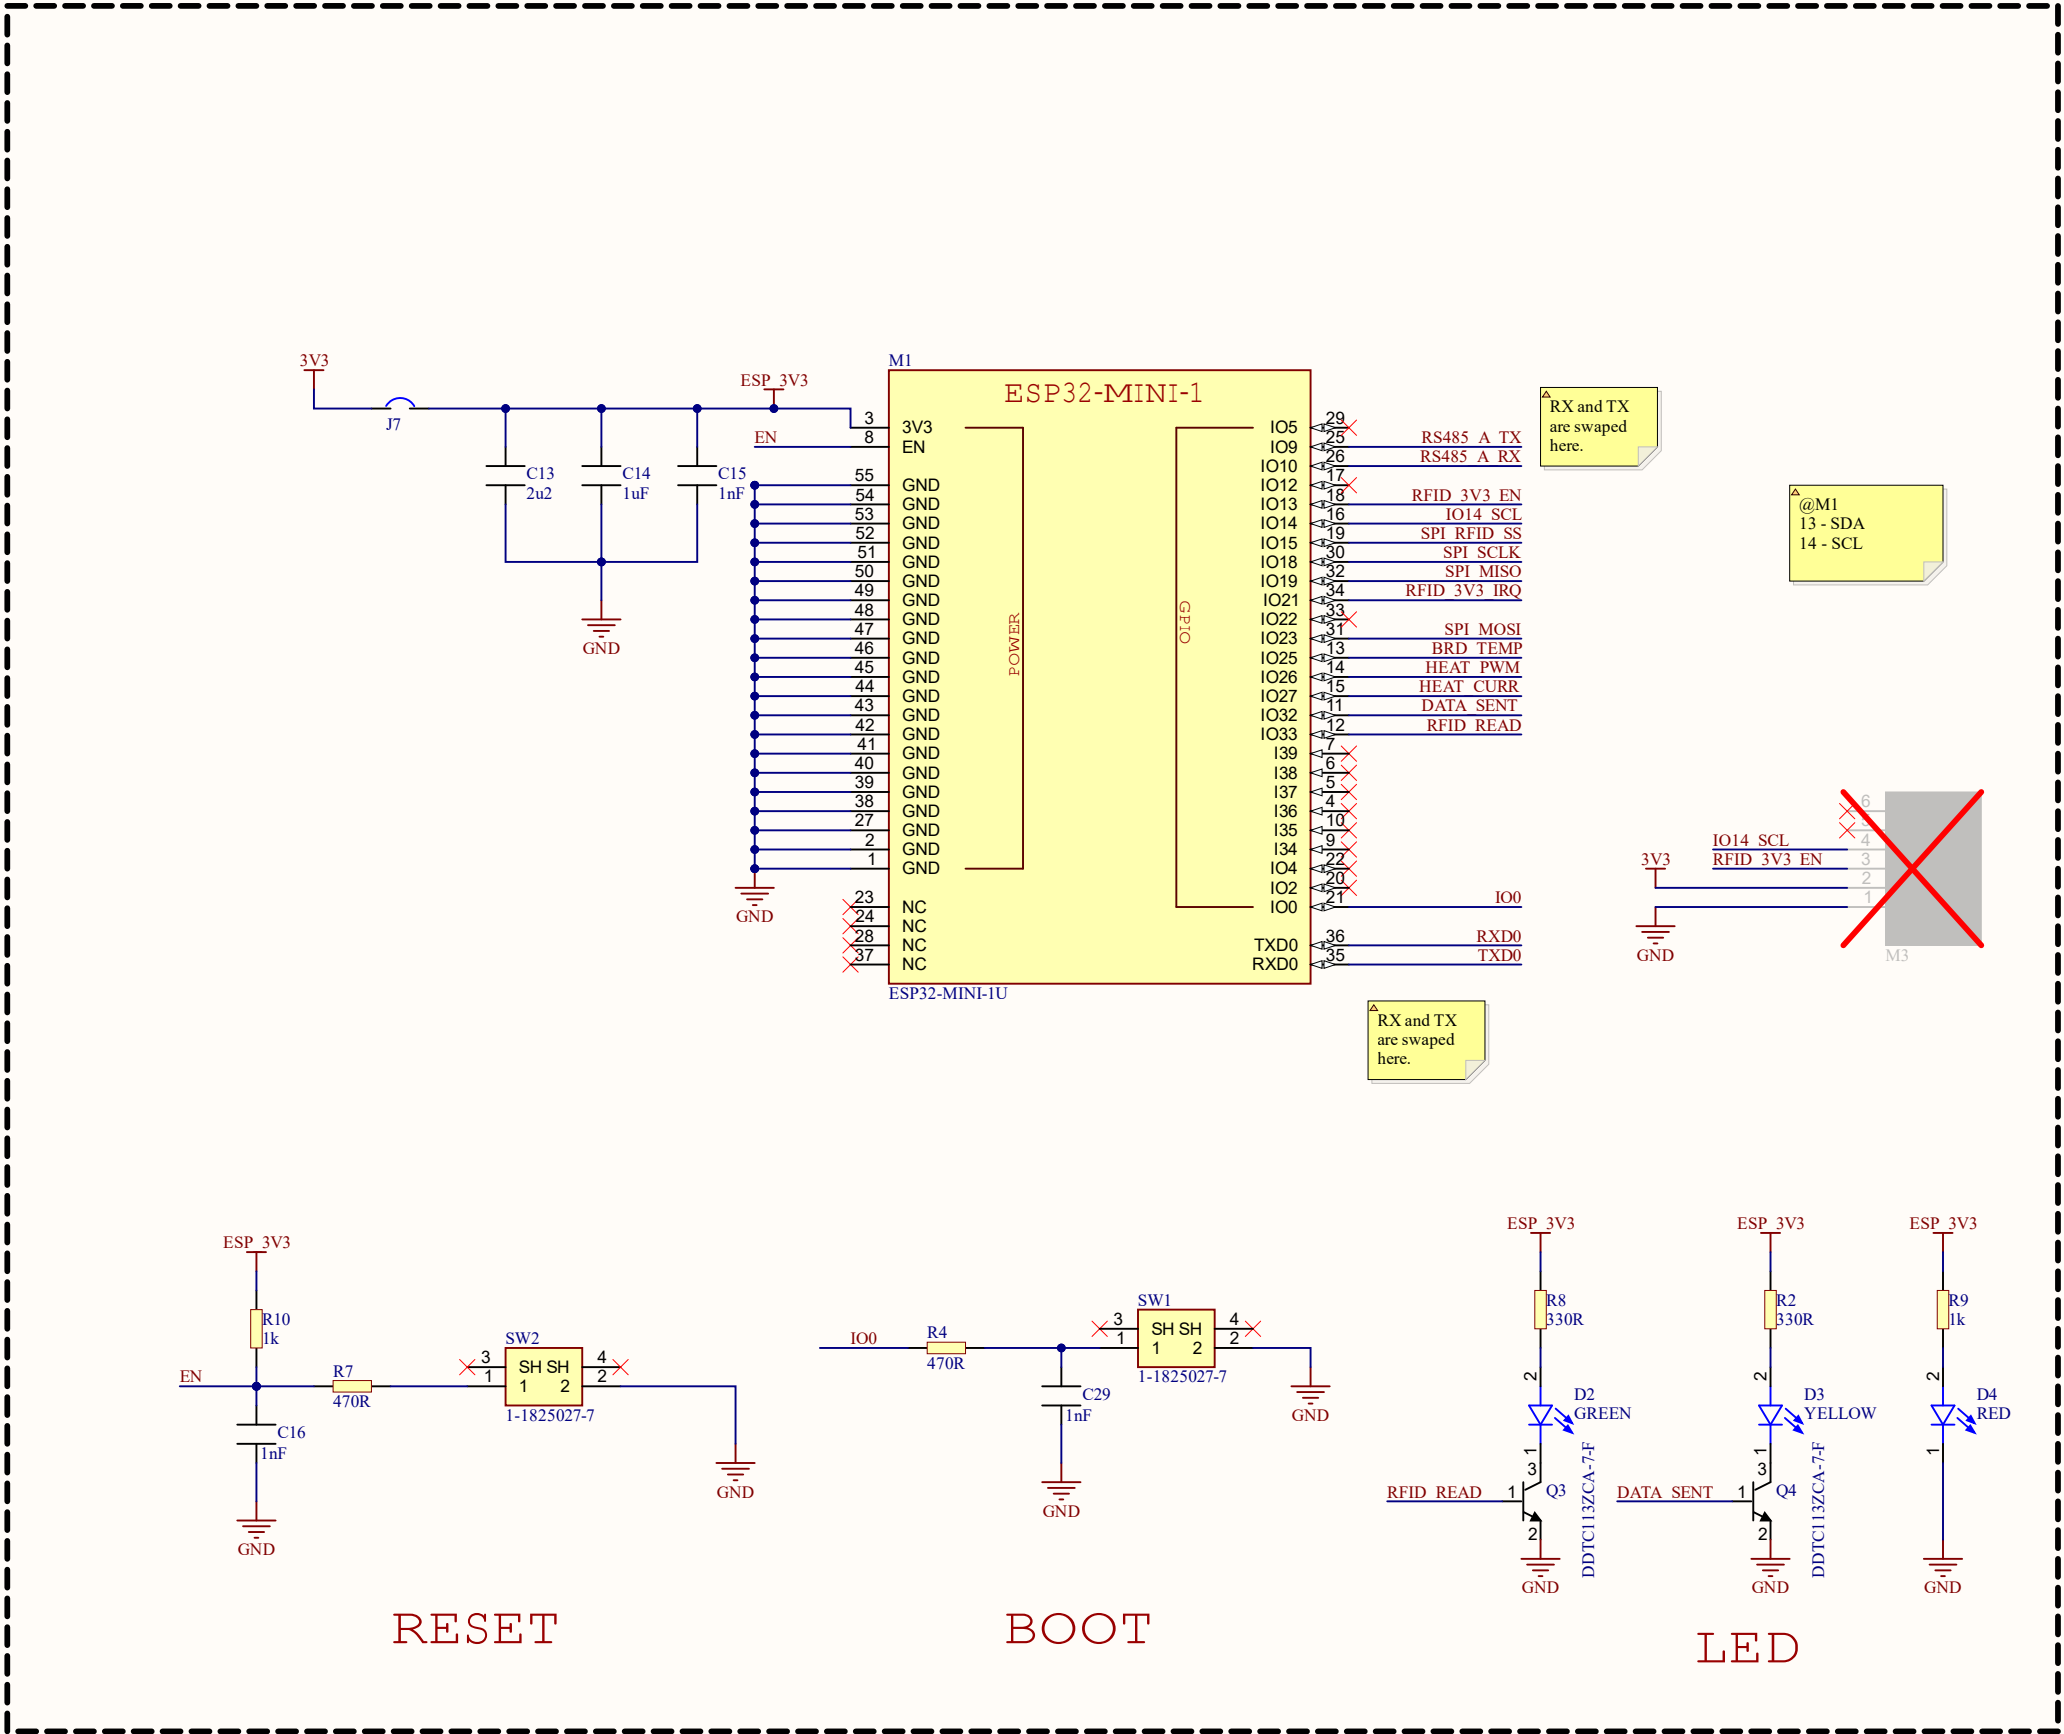 3V3
J7
C13
2u2
C14
1uF
C15
1nF
GND
ESP_3V3
EN
M1
ESP32-MINI-1
POWER
GPIO
3 3V3
8 EN
55 GND
54 GND
53 GND
52 GND
51 GND
50 GND
49 GND
48 GND
47 GND
46 GND
45 GND
44 GND
43 GND
42 GND
41 GND
40 GND
39 GND
38 GND
27 GND
2 GND
1 GND
GND
23 NC
24 NC
28 NC
37 NC
ESP32-MINI-1U
IO5 29
IO9 25 RS485_A_TX
IO10 26 RS485_A_RX
IO12 17
IO13 18 RFID_3V3_EN
IO14 16 IO14_SCL
IO15 19 SPI_RFID_SS
IO18 30 SPI_SCLK
IO19 32 SPI_MISO
IO21 34 RFID_3V3_IRQ
IO22 33
IO23 31 SPI_MOSI
IO25 13 BRD_TEMP
IO26 14 HEAT_PWM
IO27 15 HEAT_CURR
IO32 11 DATA_SENT
IO33 12 RFID_READ
I39 7
I38 6
I37 5
I36 4
I35 10
I34 9
IO4 22
IO2 20
IO0 21 IO0
TXD0 36 RXD0
RXD0 35 TXD0
RX and TX
are swaped
here.
@M1
13 - SDA
14 - SCL
RX and TX
are swaped
here.
6
IO14_SCL 4
RFID_3V3_EN 3
3V3 2
1
GND
M3
ESP_3V3
R10
1k
EN
R7
470R
C16
1nF
GND
SW2
3 SH SH 4
1 1 2 2
1-1825027-7
GND
RESET
IO0
R4
470R
C29
1nF
GND
SW1
3 SH SH 4
1 1 2 2
1-1825027-7
GND
BOOT
ESP_3V3
R8
330R
2
D2
GREEN
1
3
RFID_READ 1 Q3
2
DDTC113ZCA-7-F
GND
ESP_3V3
R2
330R
2
D3
YELLOW
1
3
DATA_SENT 1 Q4
2
DDTC113ZCA-7-F
GND
ESP_3V3
R9
1k
2
D4
RED
1
GND
LED